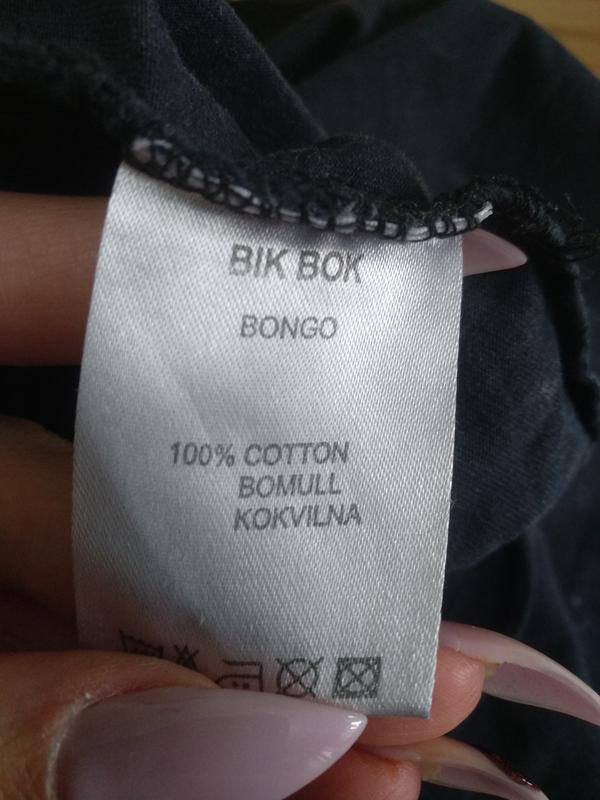 BIK BOK
BONGO
100% COTTON
BOMULL
KOKVILNA